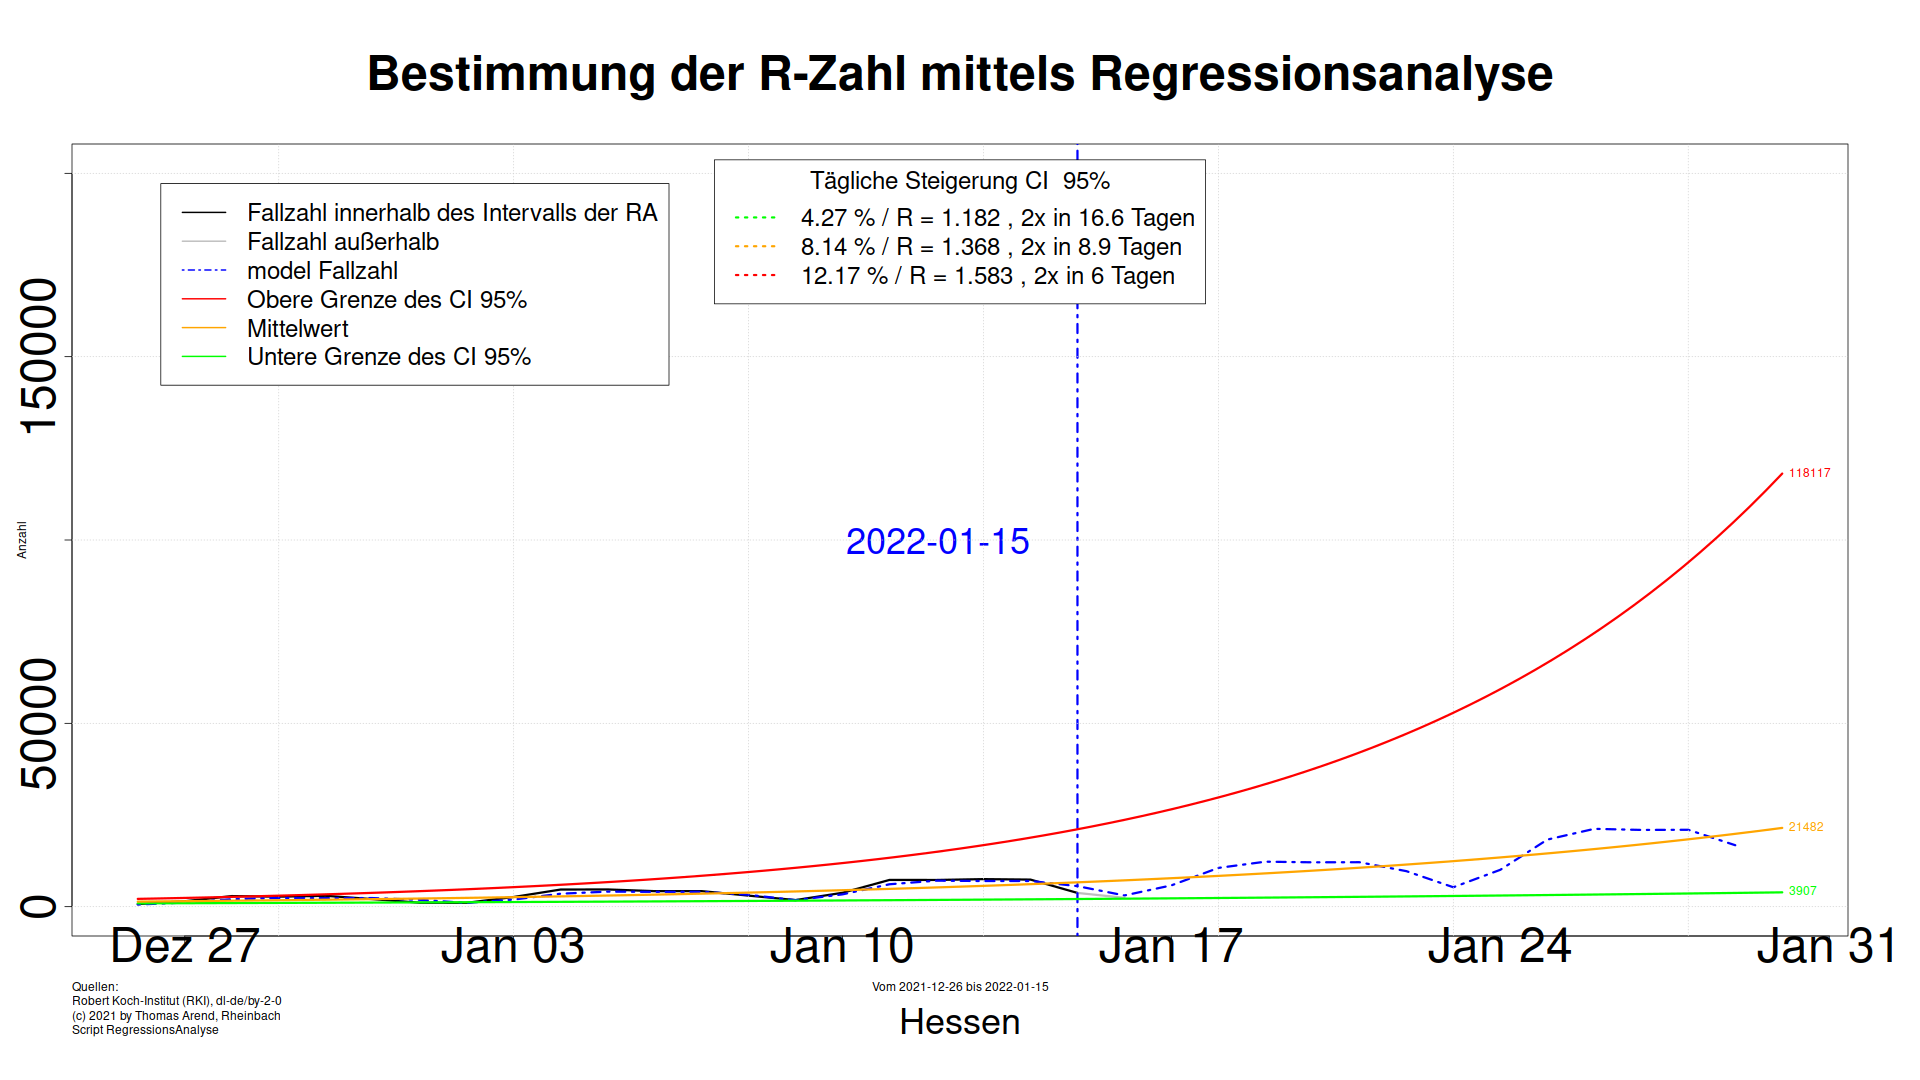 Bestimmung der R-Zahl mittels Regressionsanalyse
Fallzahl innerhalb des Intervalls der RA
Fallzahl außerhalb
model Fallzahl
Obere Grenze des CI 95%
Mittelwert
Untere Grenze des CI 95%
Tägliche Steigerung CI  95%
4.27 % / R = 1.182 , 2x in 16.6 Tagen
8.14 % / R = 1.368 , 2x in 8.9 Tagen
12.17 % / R = 1.583 , 2x in 6 Tagen
150000
50000
0
Anzahl
2022-01-15
118117
21482
3907
Dez 27
Jan 03
Jan 10
Jan 17
Jan 24
Jan 31
Quellen:
Robert Koch-Institut (RKI), dl-de/by-2-0
(c) 2021 by Thomas Arend, Rheinbach
Script RegressionsAnalyse
Vom 2021-12-26 bis 2022-01-15
Hessen